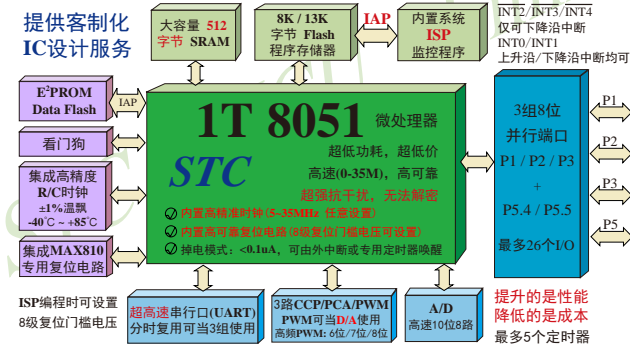 提供客制化
IC设计服务
大容量 512
字节 SRAM
8K / 13K
字节 Flash
程序存储器
IAP
内置系统
ISP
监控程序
INT2/INT3/INT4
仅可下降沿中断
INT0/INT1
上升沿/下降沿中断均可
E²PROM
Data Flash
IAP
看门狗
集成高精度
R/C时钟
±1%温飘
-40℃ ~ +85℃
集成MAX810
专用复位电路
1T 8051 微处理器
STC
超低功耗，超低价
高速(0-35M)，高可靠
超强抗干扰，无法解密
内置高精准时钟(5~35MHz 任意设置)
内置高可靠复位电路(8级复位门槛电压可设置)
掉电模式：<0.1uA，可由外中断或专用定时器唤醒
3组8位
并行端口
P1 / P2 / P3
+
P5.4 / P5.5
最多26个I/O
P1
P2
P3
P5
ISP编程时可设置
8级复位门槛电压
超高速串行口(UART)
分时复用可当3组使用
3路CCP/PCA/PWM
PWM可当D/A使用
高频PWM: 6位/7位/8位
A/D
高速10位8路
提升的是性能
降低的是成本
最多5个定时器